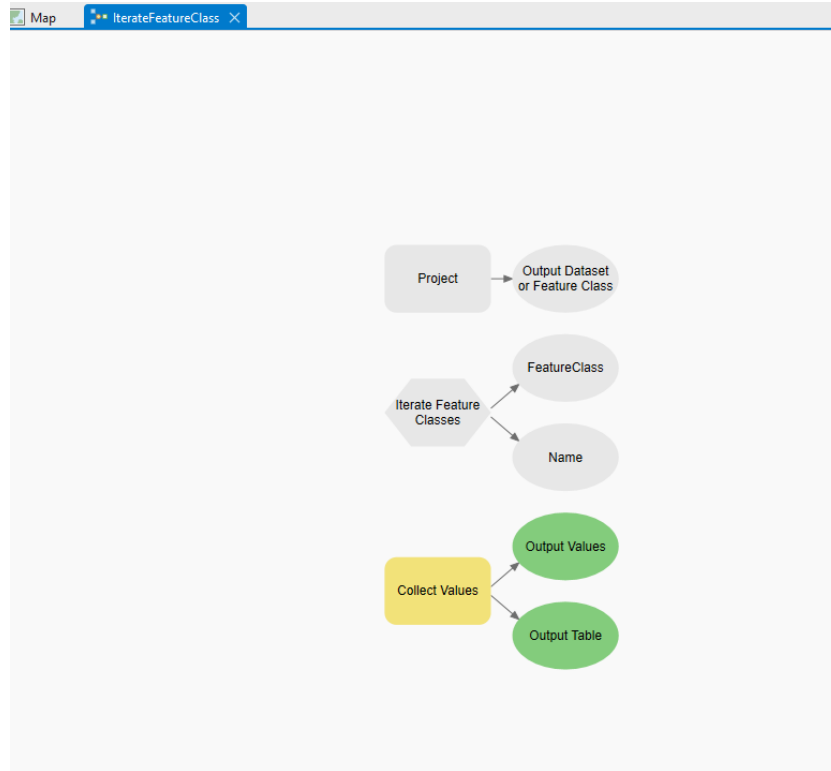 Map
IterateFeatureClass
Project
Output Dataset
or Feature Class
FeatureClass
Iterate Feature
Classes
Name
Output Values
Collect Values
Output Table